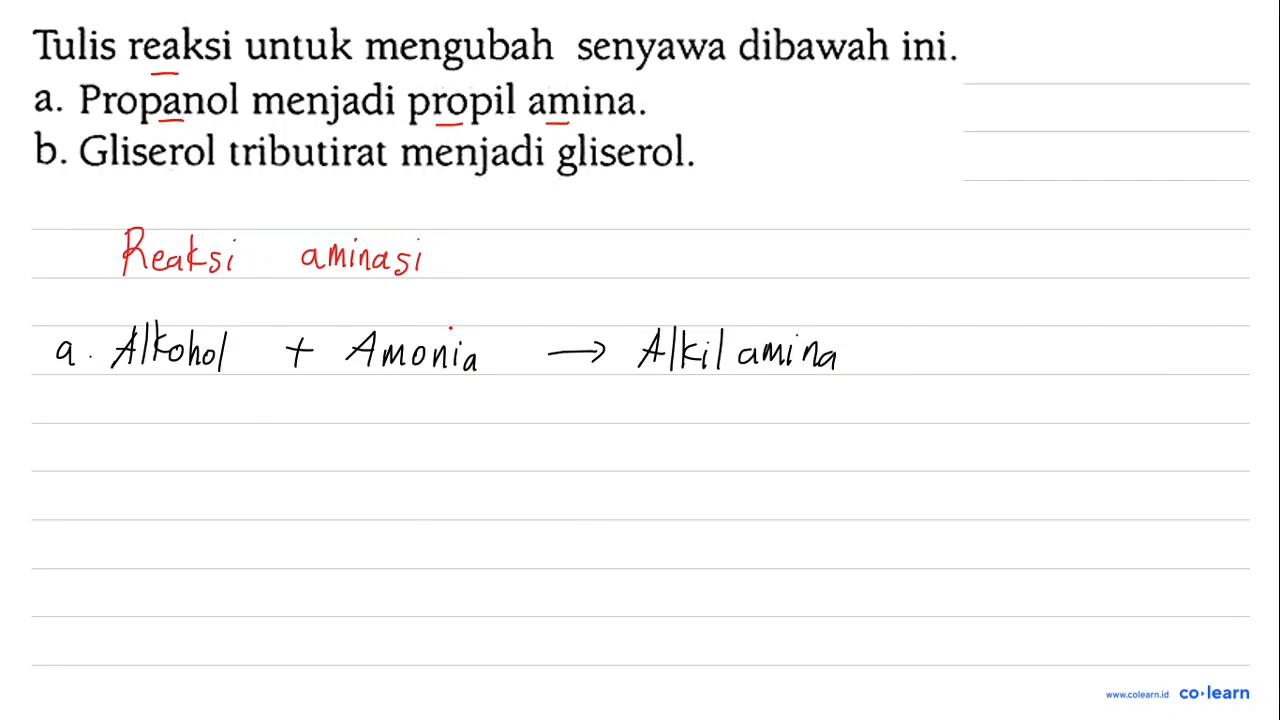 Tulis reaksi untuk mengubah senyawa dibawah ini.
a. Propanol menjadi propil amina.
b. Gliserol tributirat menjadi gliserol.
Reaksi aminasi
a. Alkohol + Amonia → Alkil amina
www.colearn.id co·learn